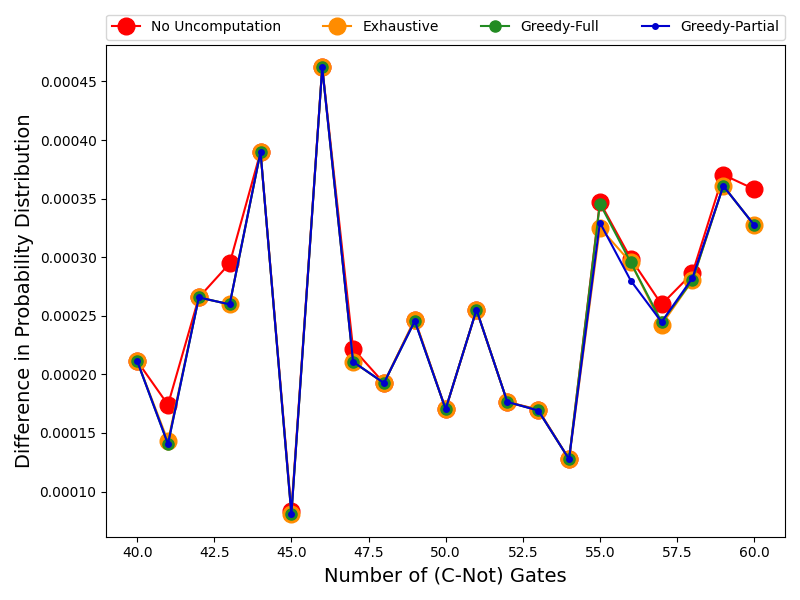 No Uncomputation Exhaustive Greedy-Full Greedy-Partial
0.00045
0.00040
0.00035
0.00030
0.00025
0.00020
0.00015
0.00010
Difference in Probability Distribution
40.0 42.5 45.0 47.5 50.0 52.5 55.0 57.5 60.0
Number of (C-Not) Gates